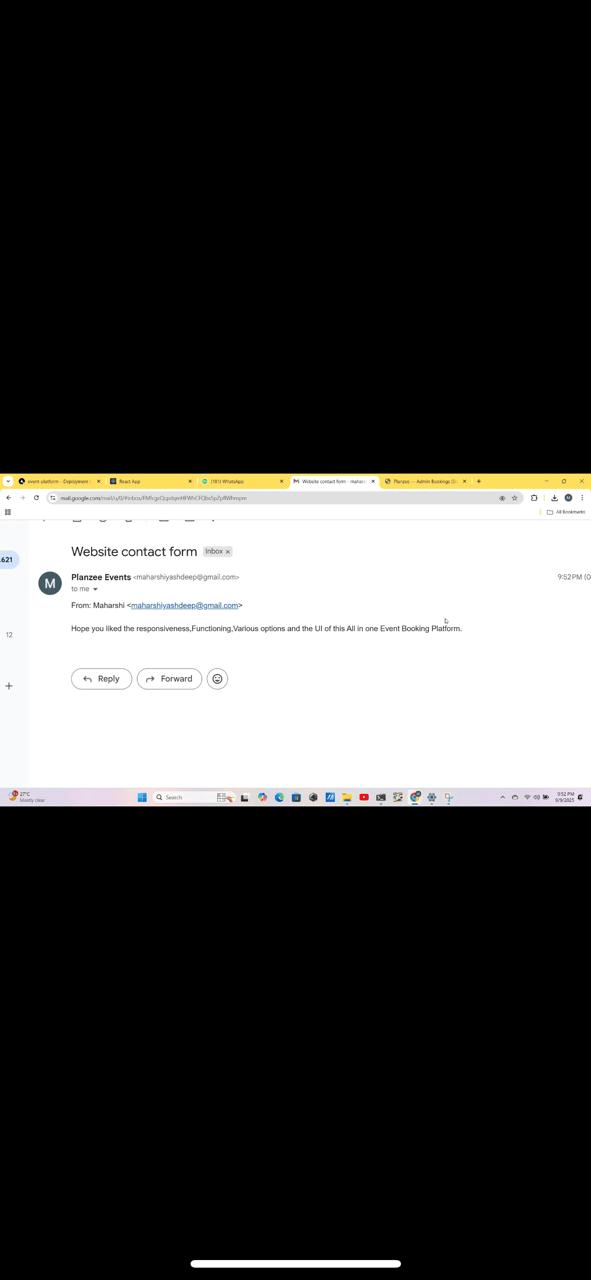 event-platform - Deployment
React App
(181) WhatsApp
Website contact form - mahar
Planzee — Admin Bookings (S
mail.google.com/mail/u/0/#inbox/
All Bookmarks
Website contact form Inbox ×
.621
M
Planzee Events <maharshiyashdeep@gmail.com>
9:52 PM (0
to me
From: Maharshi <maharshiyashdeep@gmail.com>
12
Hope you liked the responsiveness,Functioning,Various options and the UI of this All in one Event Booking Platform.
Reply
Forward
27°C
Mostly clear
Search
9:52 PM
9/9/2025